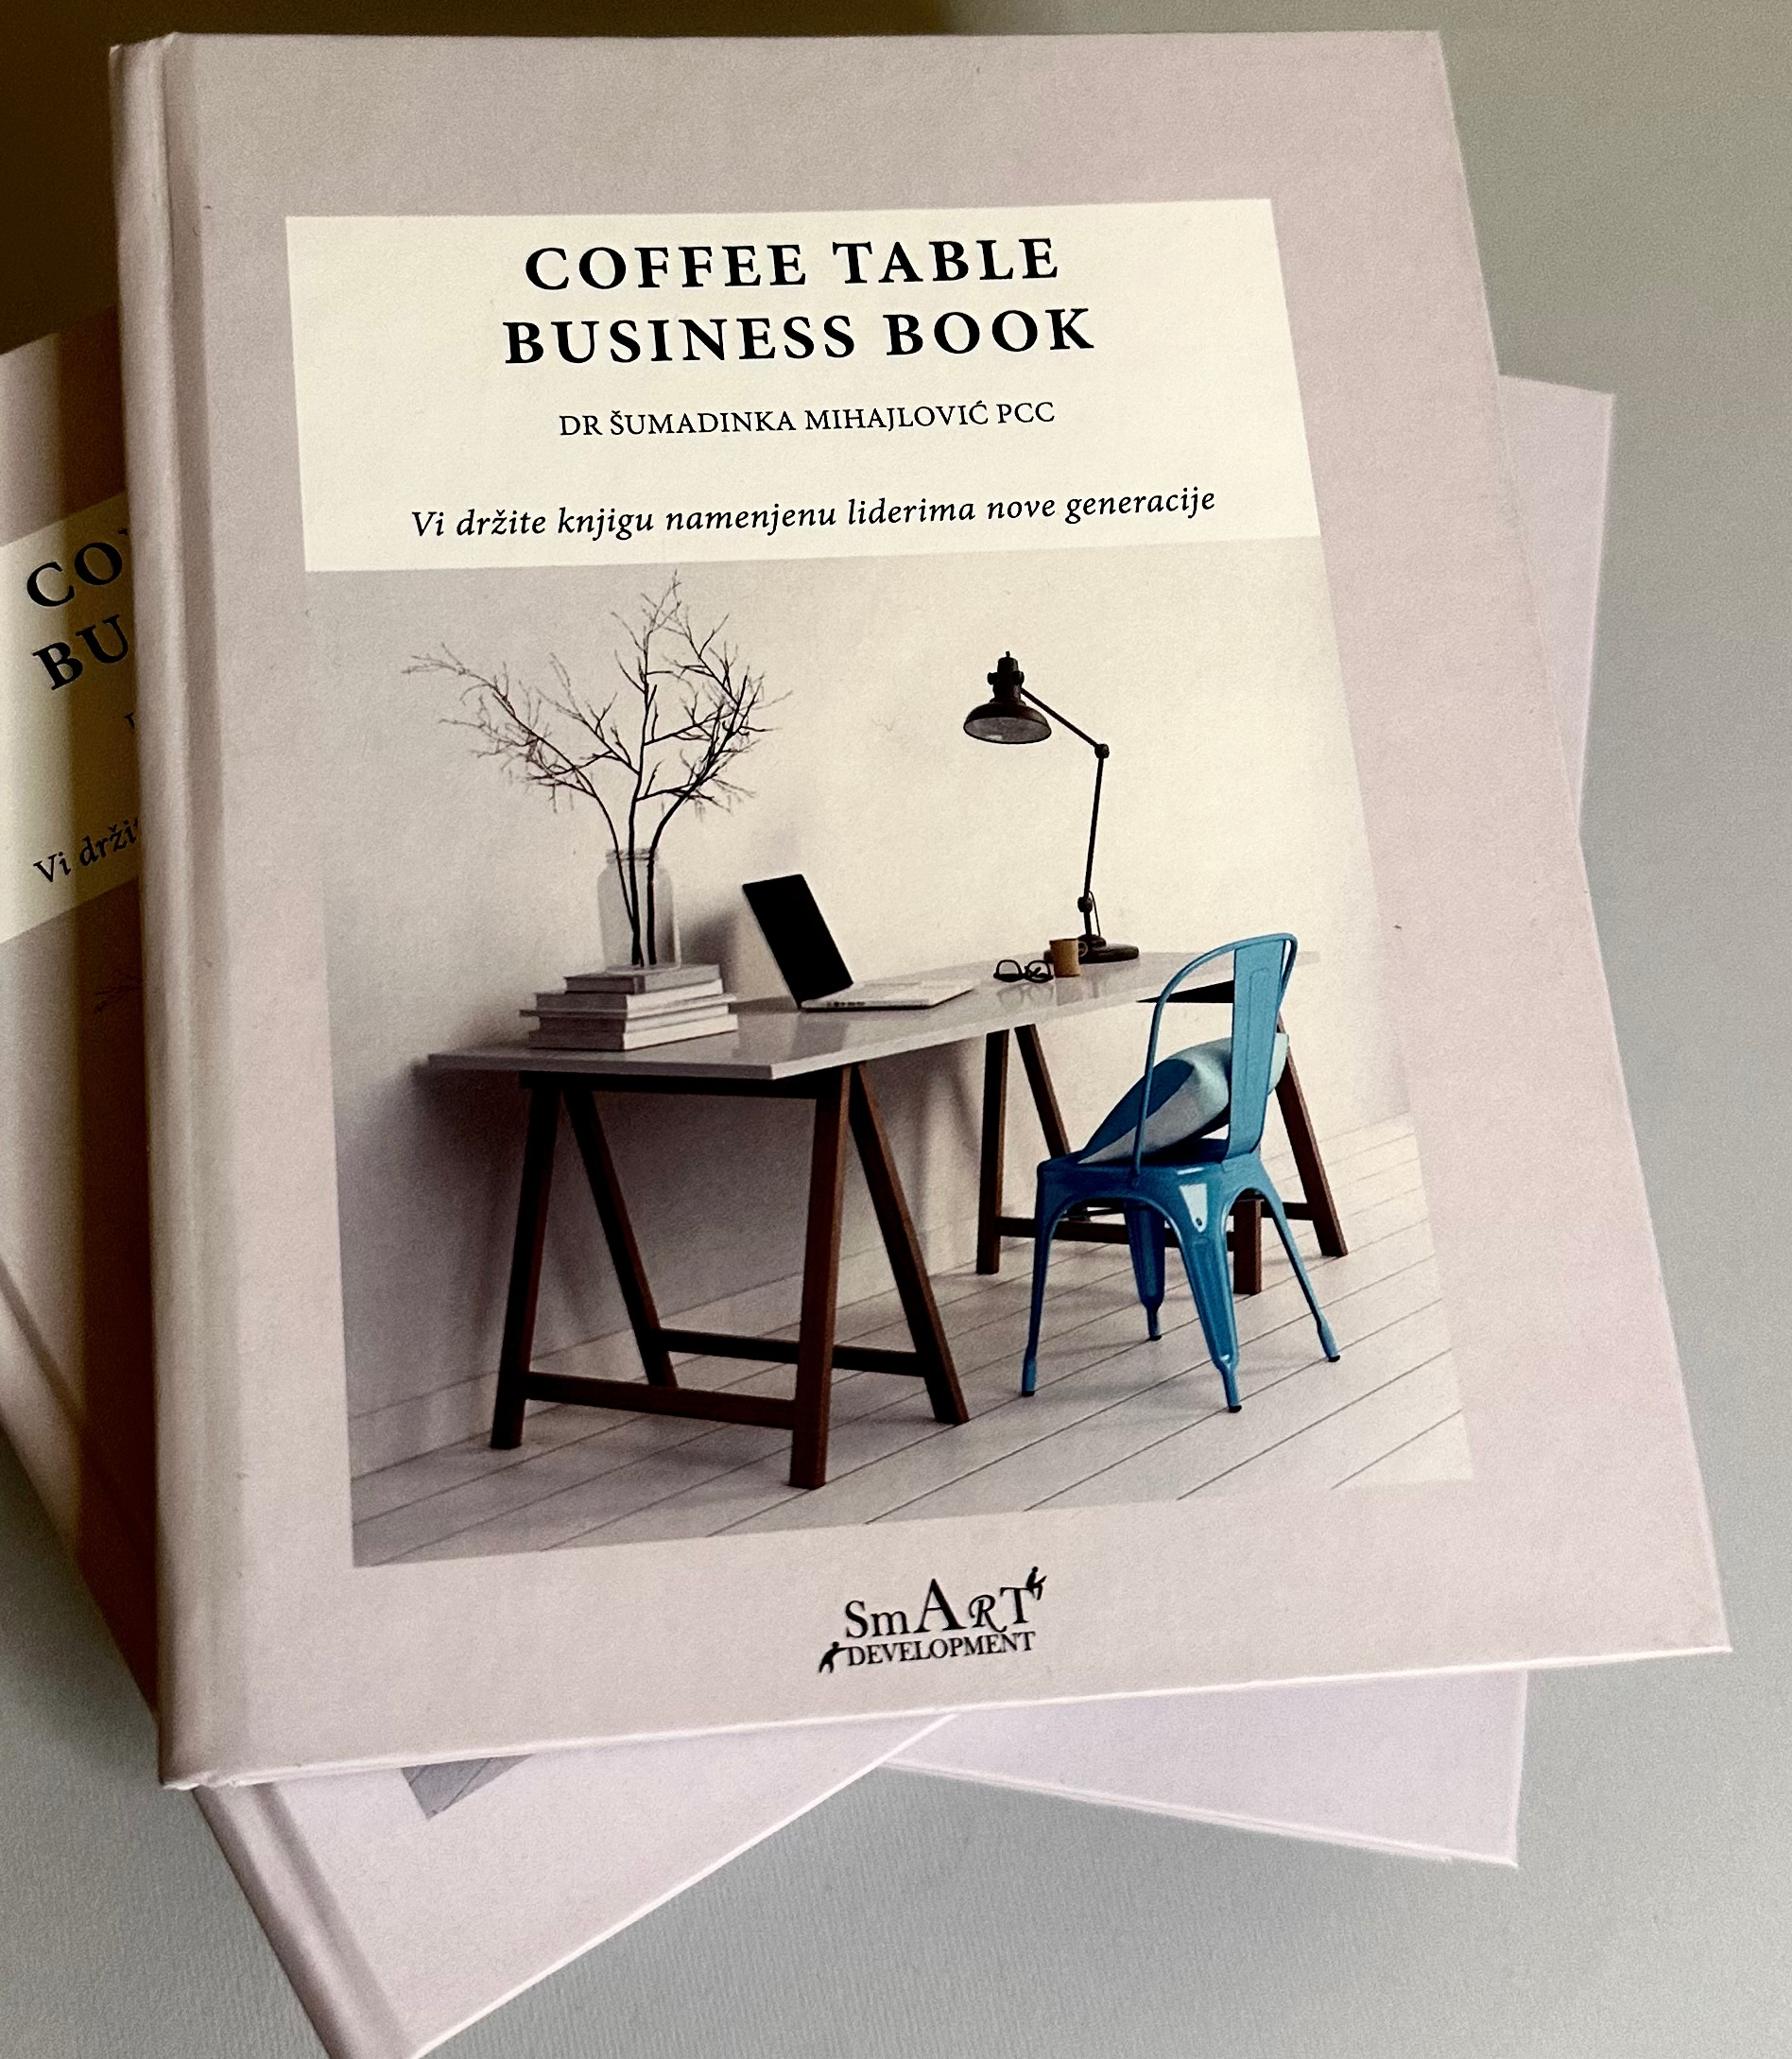 COFFEE TABLE
BUSINESS BOOK
DR ŠUMADINKA MIHAJLOVIĆ PCC
Vi držite knjigu namenjenu liderima nove generacije
SmART
DEVELOPMENT
CO
BU
Vi drži